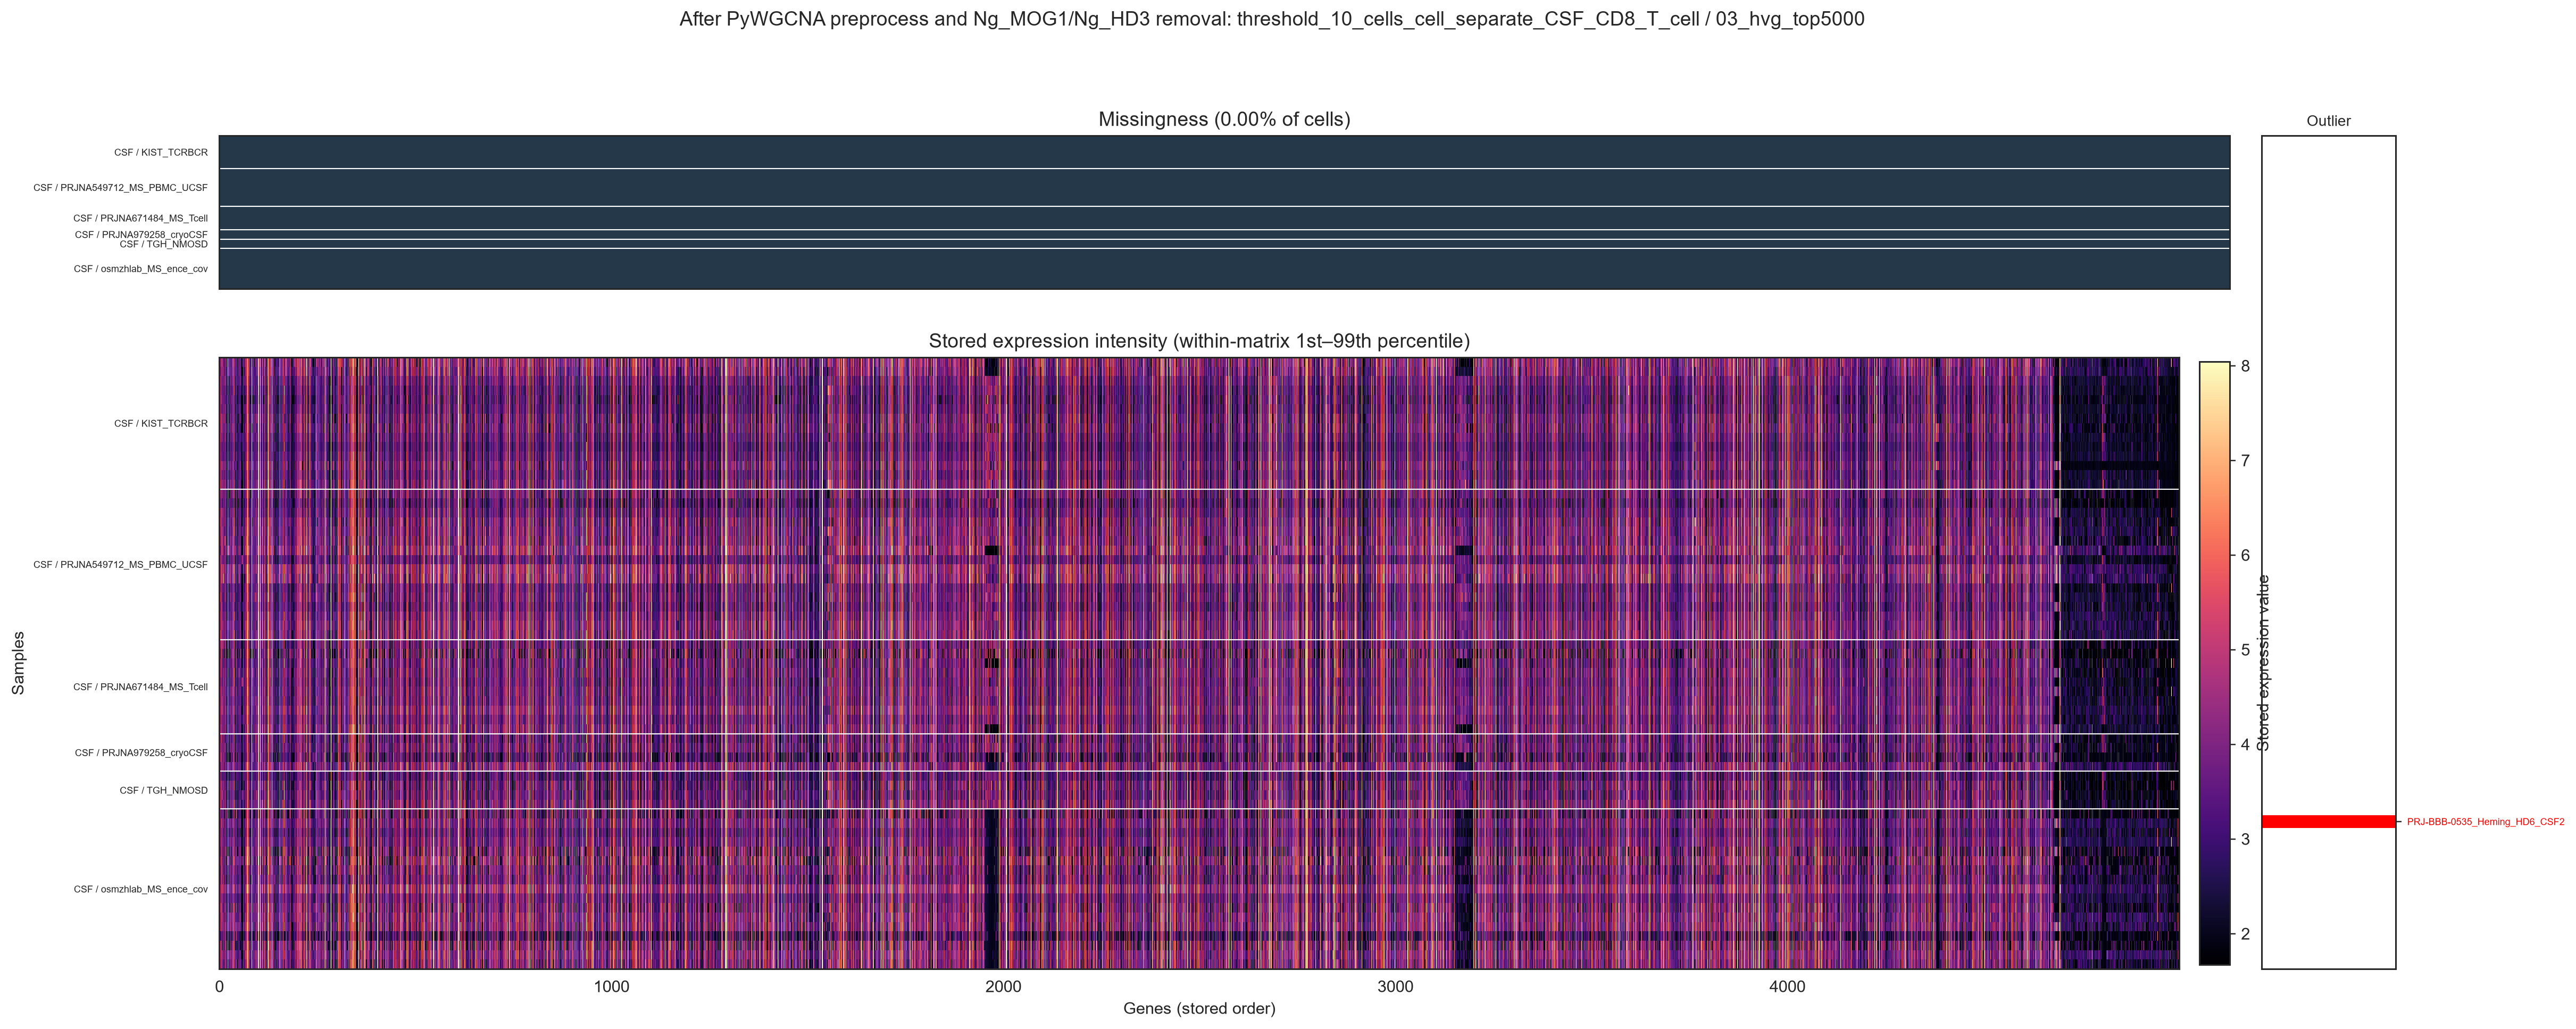 After PyWGCNA preprocess and Ng_MOG1/Ng_HD3 removal: threshold_10_cells_cell_separate_CSF_CD8_T_cell / 03_hvg_top5000
Missingness (0.00% of cells)
Outlier
CSF / KIST_TCRBCR
CSF / PRJNA549712_MS_PBMC_UCSF
CSF / PRJNA671484_MS_Tcell
CSF / PRJNA979258_cryoCSF
CSF / TGH_NMOSD
CSF / osmzhlab_MS_ence_cov
Stored expression intensity (within-matrix 1st–99th percentile)
Samples
CSF / KIST_TCRBCR
CSF / PRJNA549712_MS_PBMC_UCSF
CSF / PRJNA671484_MS_Tcell
CSF / PRJNA979258_cryoCSF
CSF / TGH_NMOSD
CSF / osmzhlab_MS_ence_cov
8
7
6
5
4
3
2
Stored expression value
PRJ-BBB-0535_Heming_HD6_CSF2
0 1000 2000 3000 4000
Genes (stored order)